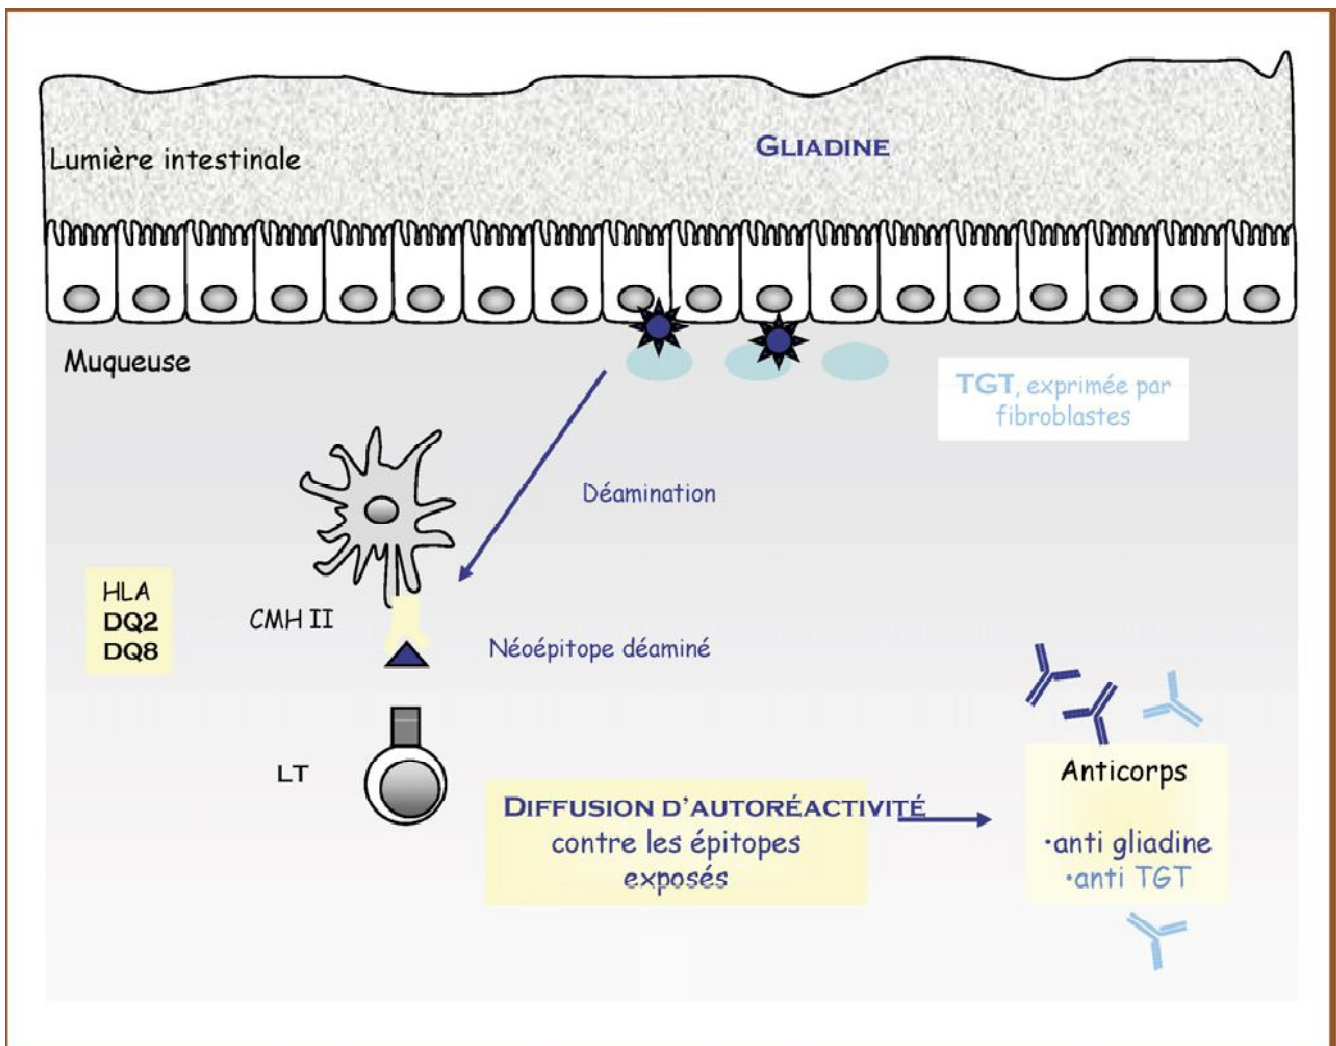 GLIADINE
Lumière intestinale
Muqueuse
TGT, exprimée par
fibroblastes
Déamination
HLA
DQ2
DQ8
CMH II
Néoépitope déaminé
LT
DIFFUSION D'AUTORÉACTIVITÉ
contre les épitopes
exposés
Anticorps
•anti gliadine
•anti TGT